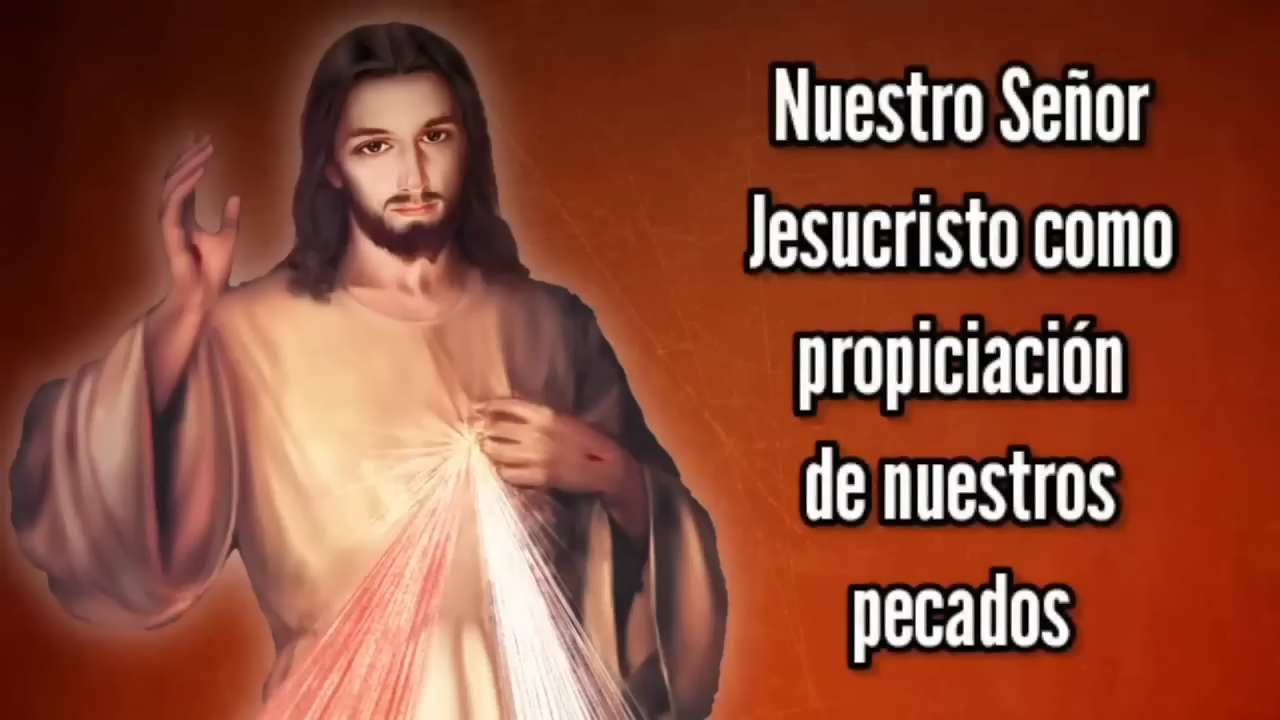 Nuestro Señor
Jesucristo como
propiciación
de nuestros
pecados